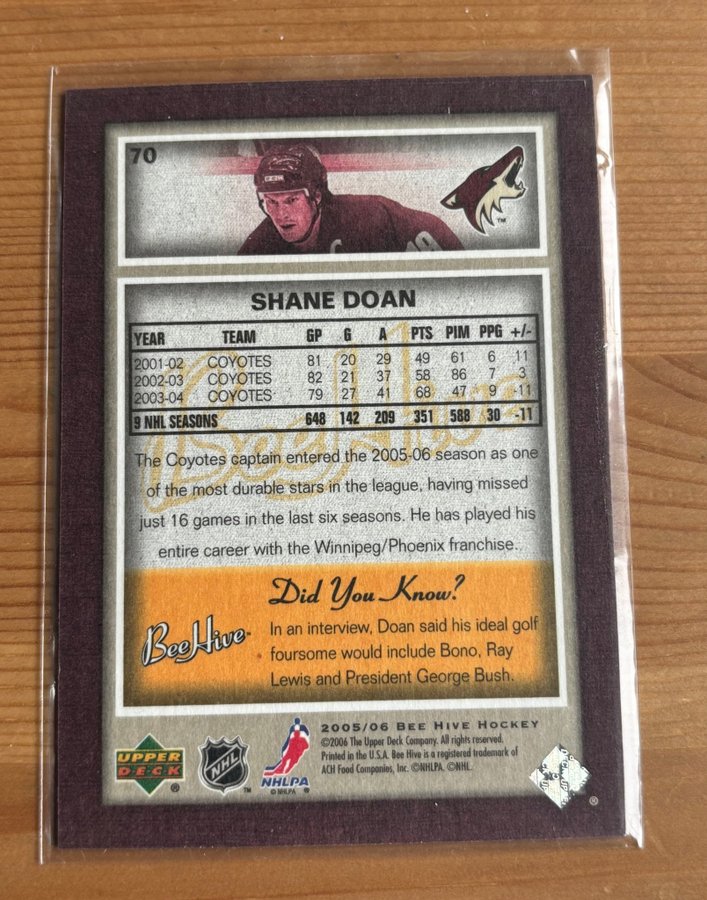 70
C
19
TM
SHANE DOAN
YEAR TEAM GP G A PTS PIM PPG +/-
2001-02 COYOTES 81 20 29 49 61 6 11
2002-03 COYOTES 82 21 37 58 86 7 3
2003-04 COYOTES 79 27 41 68 47 9 -11
9 NHL SEASONS 648 142 209 351 588 30 -11
The Coyotes captain entered the 2005-06 season as one
of the most durable stars in the league, having missed
just 16 games in the last six seasons. He has played his
entire career with the Winnipeg/Phoenix franchise.
Did You Know?
BeeHive
In an interview, Doan said his ideal golf
foursome would include Bono, Ray
Lewis and President George Bush.
2005/06 BEE HIVE HOCKEY
©2006 The Upper Deck Company. All rights reserved.
Printed in the U.S.A. Bee Hive is a registered trademark of
ACH Food Companies, Inc. ©NHLPA. ©NHL.
UPPER
DECK
®
NHL
TM
NHLPA
© NHLPA
®